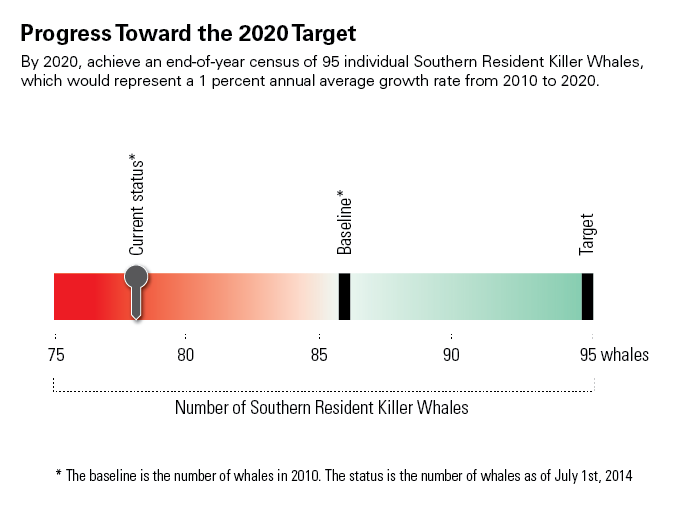 Progress Toward the 2020 Target
By 2020, achieve an end-of-year census of 95 individual Southern Resident Killer Whales,
which would represent a 1 percent annual average growth rate from 2010 to 2020.
Current status*
Baseline*
Target
75 80 85 90 95 whales
Number of Southern Resident Killer Whales
* The baseline is the number of whales in 2010. The status is the number of whales as of July 1st, 2014